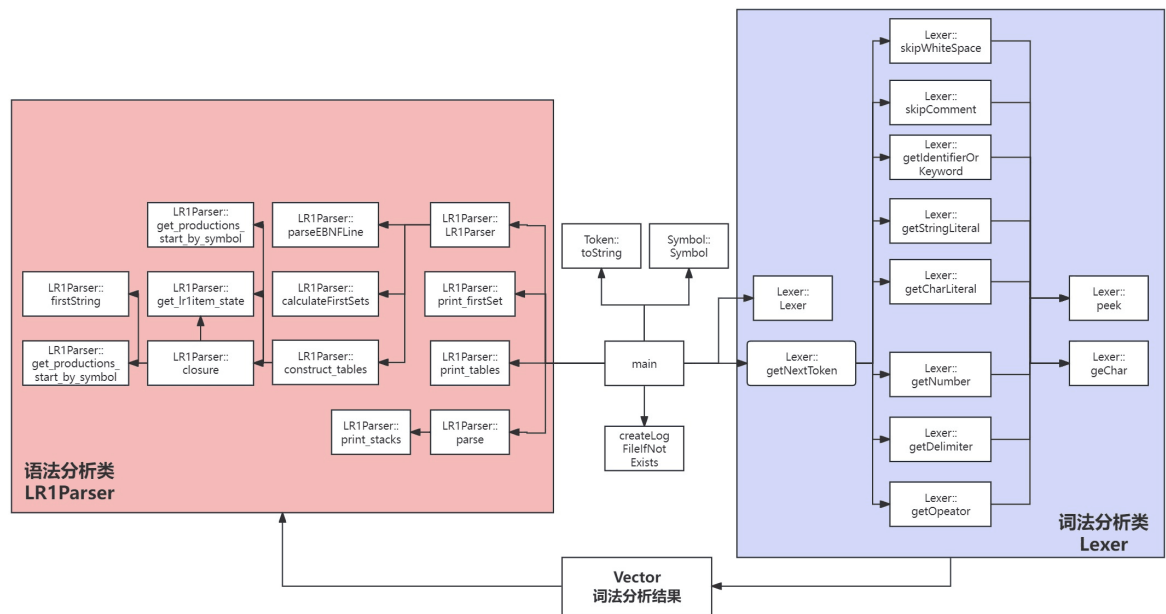 Lexer::
skipWhiteSpace
Lexer::
skipComment
Lexer::
getIdentifierOr
Keyword
LR1Parser::
get_productions_
start_by_symbol
LR1Parser::
parseEBNFLine
LR1Parser::
LR1Parser
Token::
toString
Symbol::
Symbol
Lexer::
getStringLiteral
LR1Parser::
firstString
LR1Parser::
get_lr1item_state
LR1Parser::
calculateFirstSets
LR1Parser::
print_firstSet
Lexer::
Lexer
Lexer::
getCharLiteral
Lexer::
peek
LR1Parser::
get_productions_
start_by_symbol
LR1Parser::
closure
LR1Parser::
construct_tables
LR1Parser::
print_tables
main
Lexer::
getNextToken
Lexer::
getNumber
Lexer::
geChar
LR1Parser::
print_stacks
LR1Parser::
parse
createLog
FileIfNot
Exists
Lexer::
getDelimiter
语法分析类
LR1Parser
Lexer::
getOpeator
词法分析类
Lexer
Vector
词法分析结果